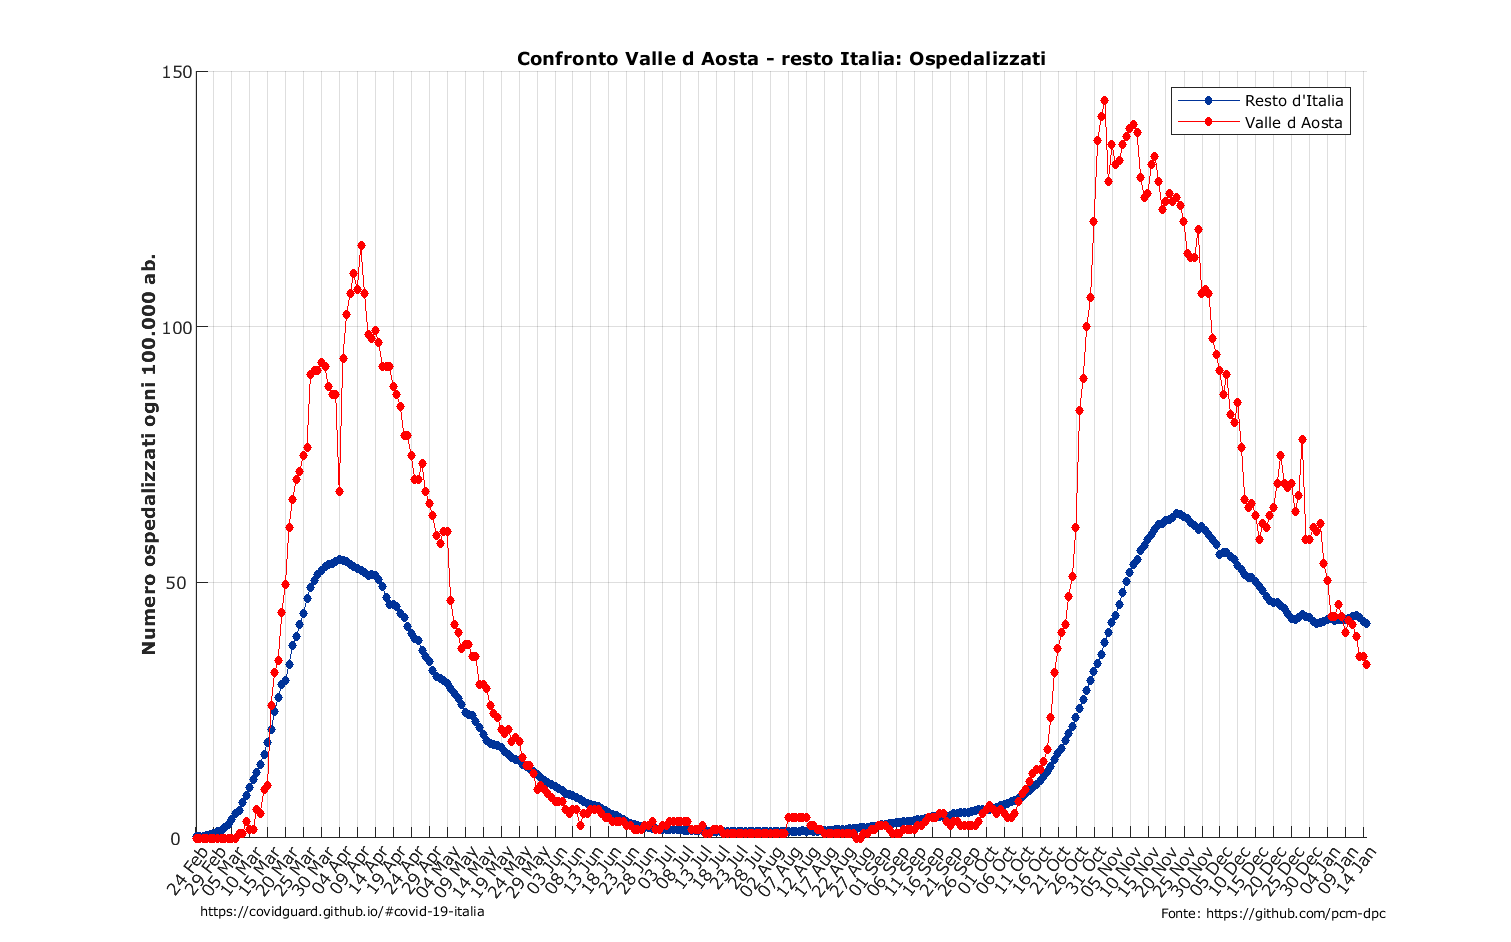 Confronto Valle d Aosta - resto Italia: Ospedalizzati
150
100
50
0
Numero ospedalizzati ogni 100.000 ab.
Resto d'Italia
Valle d Aosta
24 Feb
29 Feb
05 Mar
10 Mar
15 Mar
20 Mar
25 Mar
30 Mar
04 Apr
09 Apr
14 Apr
19 Apr
24 Apr
29 Apr
04 May
09 May
14 May
19 May
24 May
29 May
03 Jun
08 Jun
13 Jun
18 Jun
23 Jun
28 Jun
03 Jul
08 Jul
13 Jul
18 Jul
23 Jul
28 Jul
02 Aug
07 Aug
12 Aug
17 Aug
22 Aug
27 Aug
01 Sep
06 Sep
11 Sep
16 Sep
21 Sep
26 Sep
01 Oct
06 Oct
11 Oct
16 Oct
21 Oct
26 Oct
31 Oct
05 Nov
10 Nov
15 Nov
20 Nov
25 Nov
30 Nov
05 Dec
10 Dec
15 Dec
20 Dec
25 Dec
30 Dec
04 Jan
09 Jan
14 Jan
https://covidguard.github.io/#covid-19-italia
Fonte: https://github.com/pcm-dpc